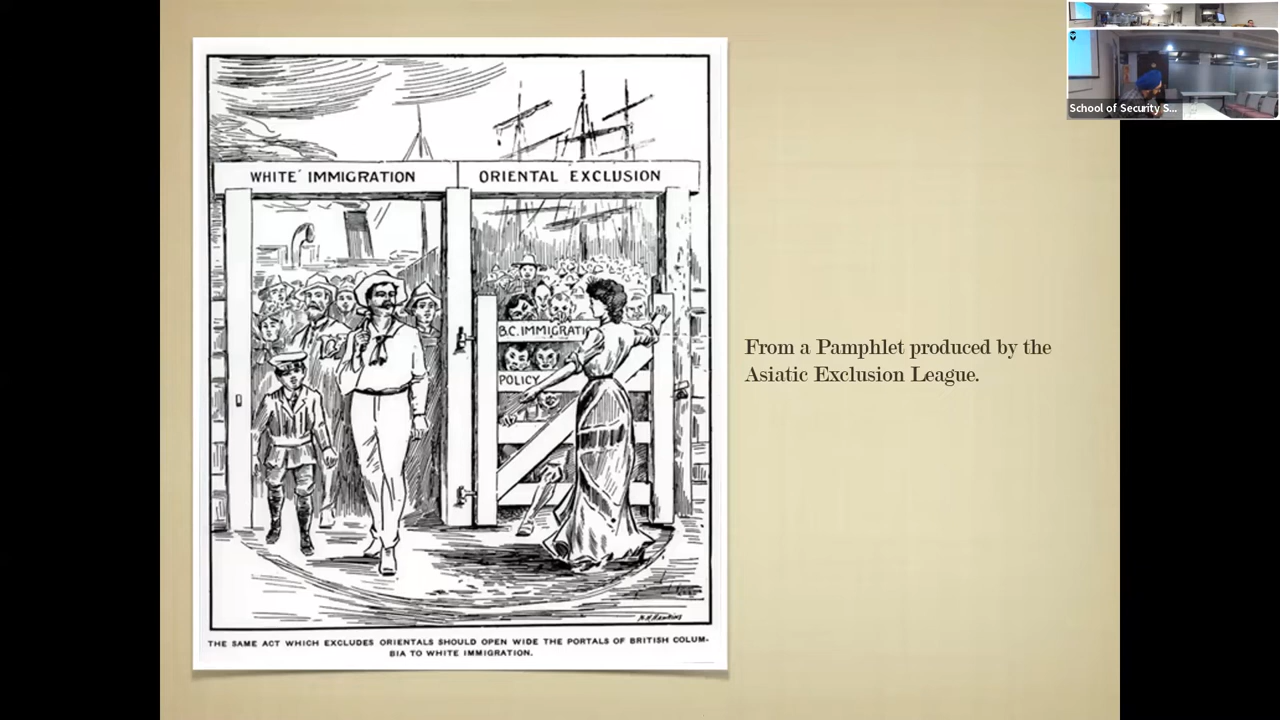 School of Security S...
WHITE IMMIGRATION
ORIENTAL EXCLUSION
B.C. IMMIGRATIO
POLICY
THE SAME ACT WHICH EXCLUDES ORIENTALS SHOULD OPEN WIDE THE PORTALS OF BRITISH COLUM-
BIA TO WHITE IMMIGRATION.
From a Pamphlet produced by the
Asiatic Exclusion League.